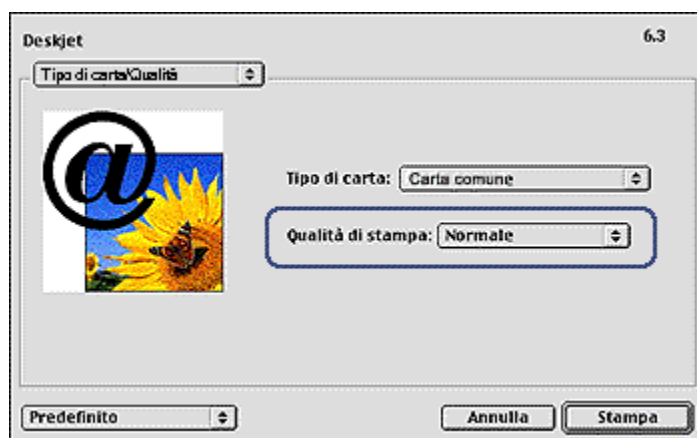 Deskjet 6.3
Tipo di carta/Qualità
@
Tipo di carta: Carta comune
Qualità di stampa: Normale
Predefinito Annulla Stampa